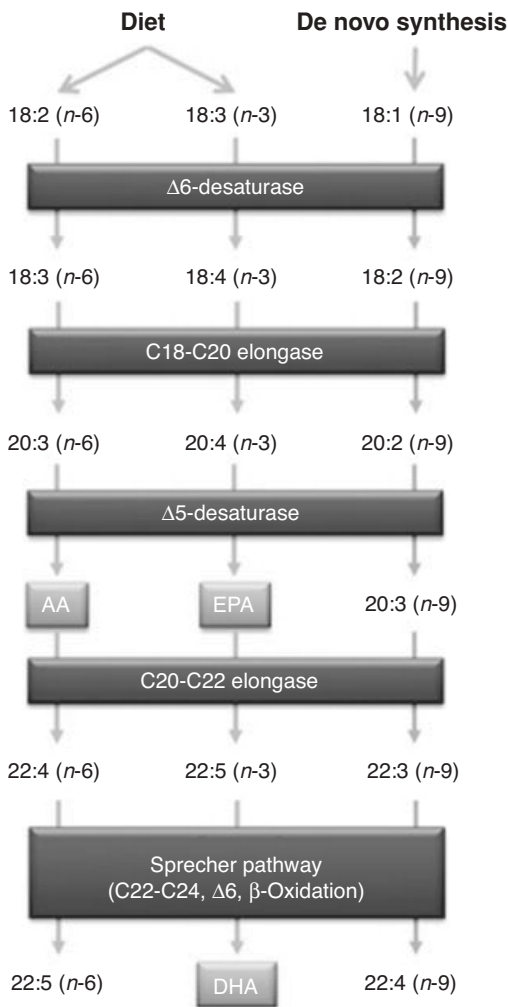 Diet De novo synthesis
18:2 (n-6) 18:3 (n-3) 18:1 (n-9)
Δ6-desaturase
18:3 (n-6) 18:4 (n-3) 18:2 (n-9)
C18-C20 elongase
20:3 (n-6) 20:4 (n-3) 20:2 (n-9)
Δ5-desaturase
AA EPA 20:3 (n-9)
C20-C22 elongase
22:4 (n-6) 22:5 (n-3) 22:3 (n-9)
Sprecher pathway
(C22-C24, Δ6, β-Oxidation)
22:5 (n-6) DHA 22:4 (n-9)